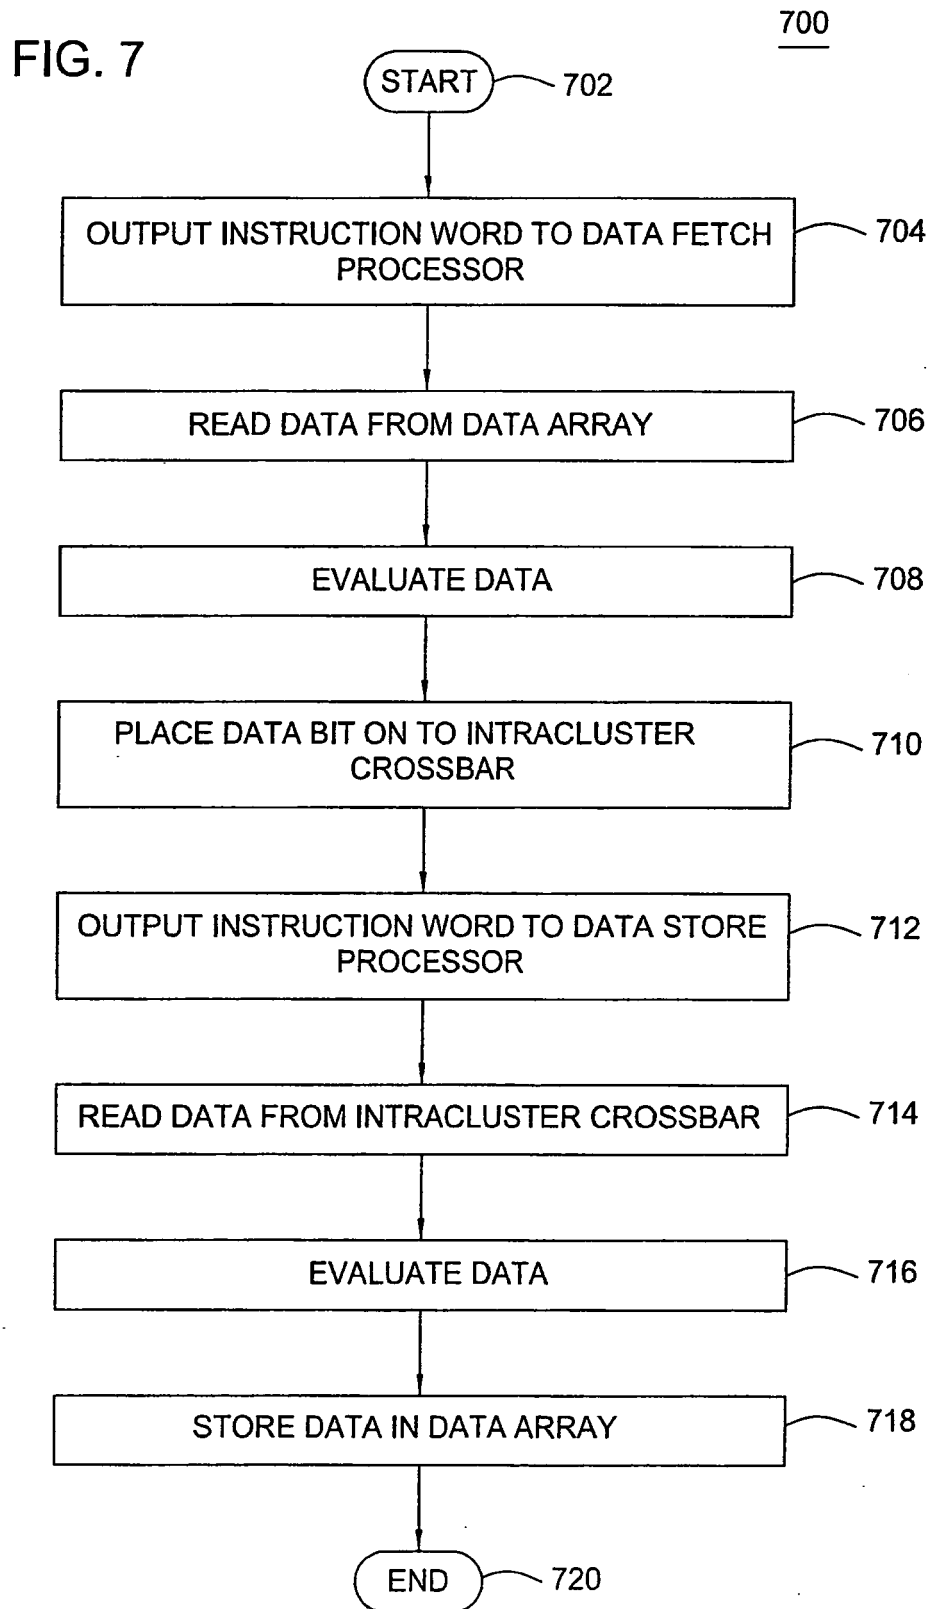 700
FIG. 7
START
702
OUTPUT INSTRUCTION WORD TO DATA FETCH
PROCESSOR
704
READ DATA FROM DATA ARRAY
706
EVALUATE DATA
708
PLACE DATA BIT ON TO INTRACLUSTER
CROSSBAR
710
OUTPUT INSTRUCTION WORD TO DATA STORE
PROCESSOR
712
READ DATA FROM INTRACLUSTER CROSSBAR
714
EVALUATE DATA
716
STORE DATA IN DATA ARRAY
718
END
720